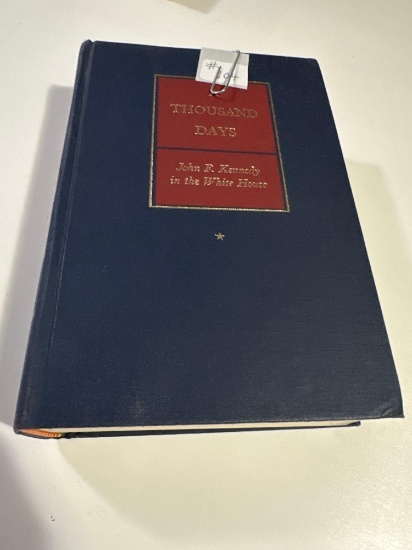 THOUSAND
DAYS
John F. Kennedy
in the White House